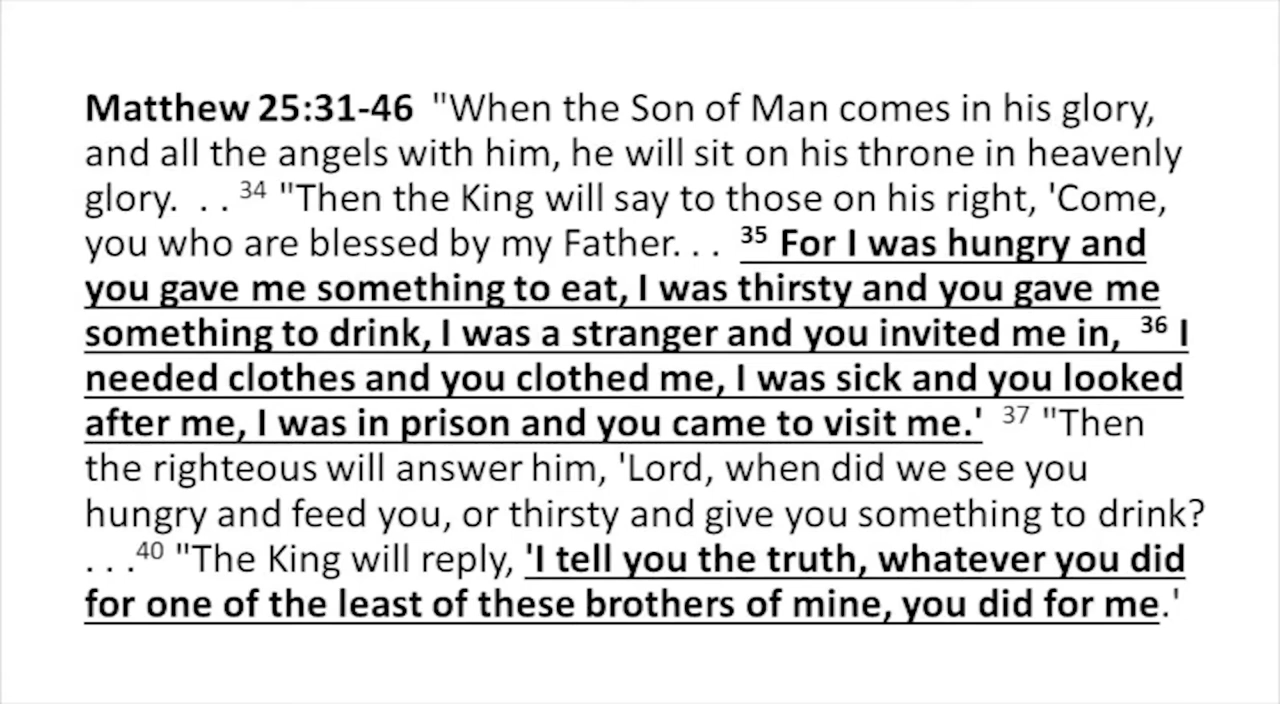 Matthew 25:31-46 "When the Son of Man comes in his glory,
and all the angels with him, he will sit on his throne in heavenly
glory. . . 34 "Then the King will say to those on his right, 'Come,
you who are blessed by my Father. . . 35 For I was hungry and
you gave me something to eat, I was thirsty and you gave me
something to drink, I was a stranger and you invited me in, 36 I
needed clothes and you clothed me, I was sick and you looked
after me, I was in prison and you came to visit me.' 37 "Then
the righteous will answer him, 'Lord, when did we see you
hungry and feed you, or thirsty and give you something to drink?
. . .40 "The King will reply, 'I tell you the truth, whatever you did
for one of the least of these brothers of mine, you did for me.'